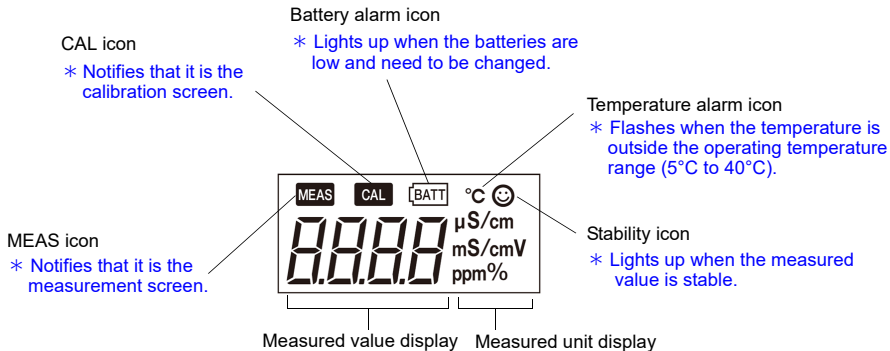 Battery alarm icon
* Lights up when the batteries are
low and need to be changed.
CAL icon
* Notifies that it is the
calibration screen.
Temperature alarm icon
* Flashes when the temperature is
outside the operating temperature
range (5°C to 40°C).
MEAS CAL BATT °C
8.8.8.8
µS/cm
mS/cmV
ppm%
MEAS icon
* Notifies that it is the
measurement screen.
Stability icon
* Lights up when the measured
value is stable.
Measured value display Measured unit display